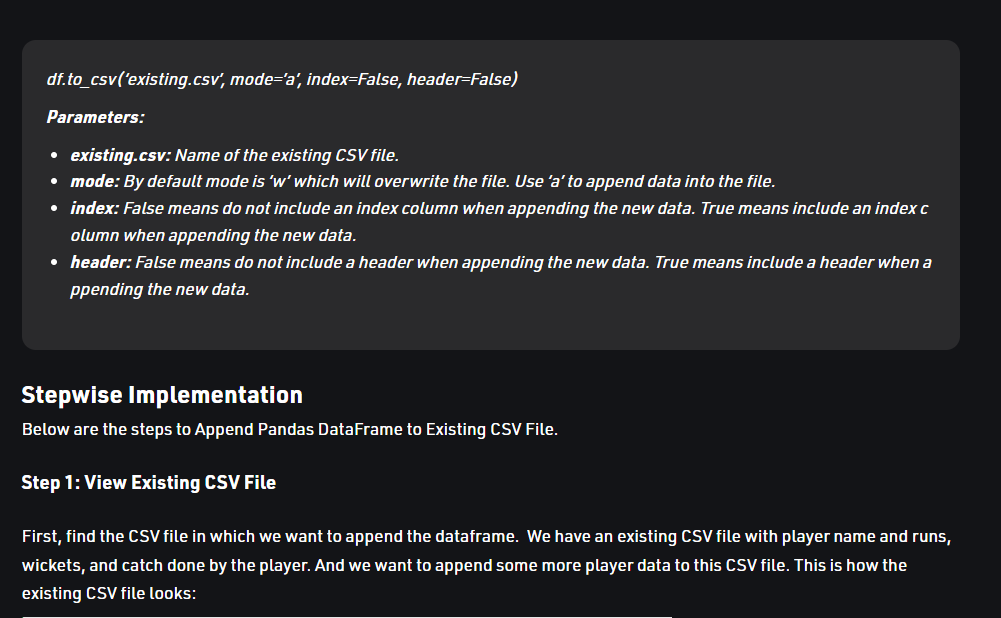 df.to_csv('existing.csv', mode='a', index=False, header=False)
Parameters:
existing.csv: Name of the existing CSV file.
mode: By default mode is 'w' which will overwrite the file. Use 'a' to append data into the file.
index: False means do not include an index column when appending the new data. True means include an index c
olumn when appending the new data.
header: False means do not include a header when appending the new data. True means include a header when a
ppending the new data.
Stepwise Implementation
Below are the steps to Append Pandas DataFrame to Existing CSV File.
Step 1: View Existing CSV File
First, find the CSV file in which we want to append the dataframe.  We have an existing CSV file with player name and runs,
wickets, and catch done by the player. And we want to append some more player data to this CSV file. This is how the
existing CSV file looks: